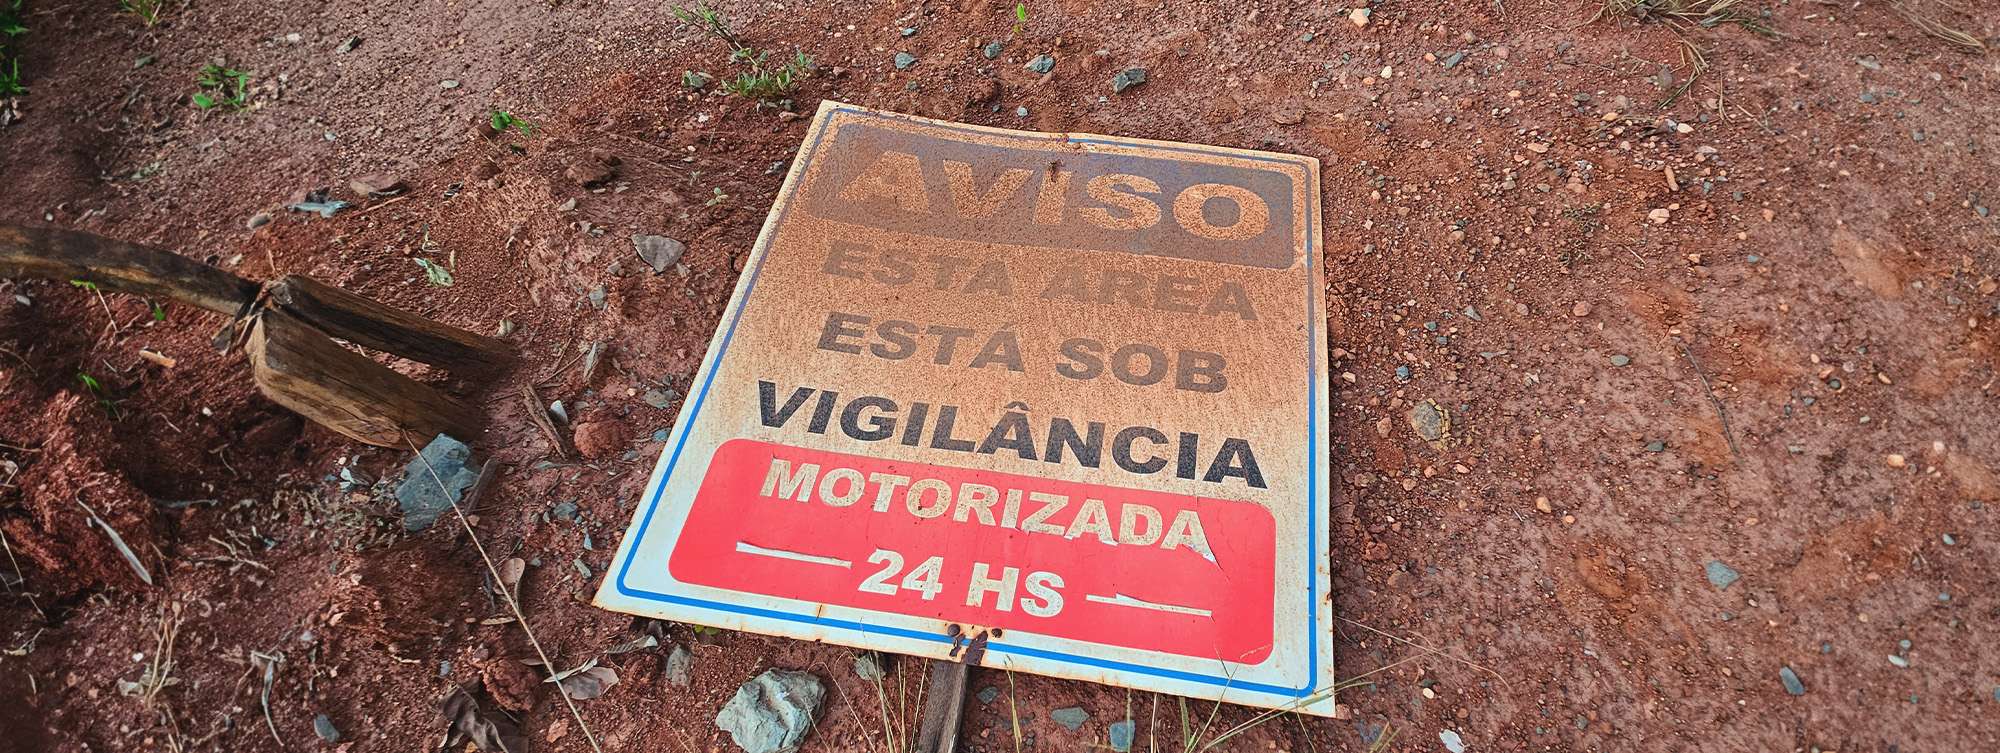 AVISO
ESTA ÁREA
ESTÁ SOB
VIGILÂNCIA
MOTORIZADA
24 HS